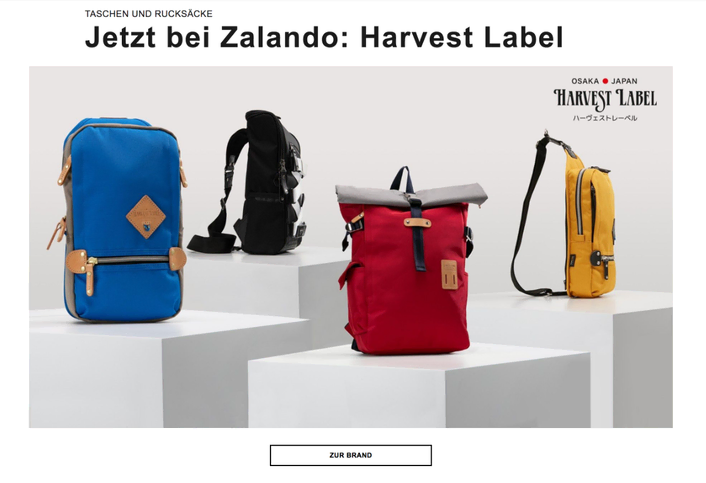 TASCHEN UND RUCKSÄCKE
Jetzt bei Zalando: Harvest Label
OSAKA JAPAN
HARVEST LABEL
ハーヴェストレーベル
ZUR BRAND